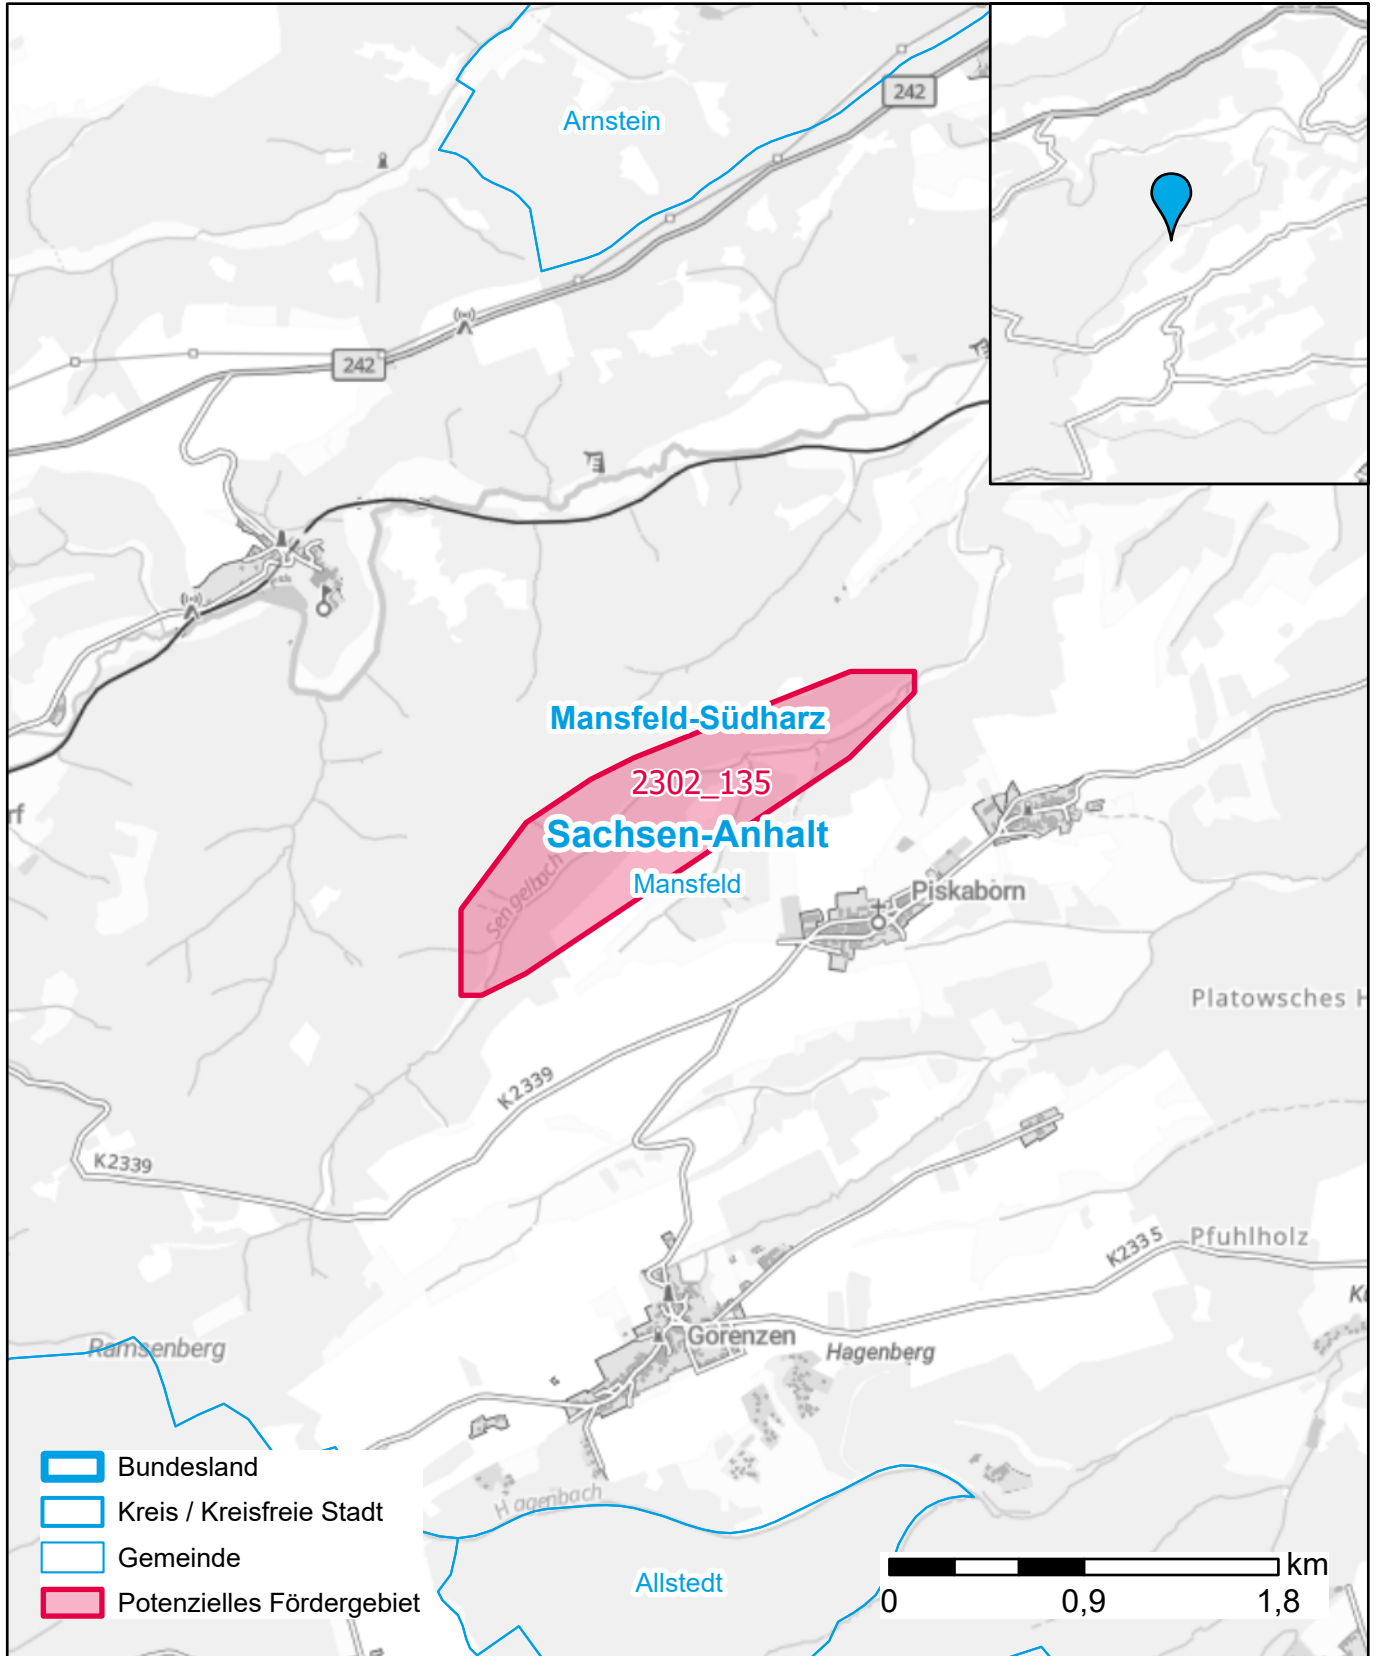 Arnstein
242
242
Mansfeld-Südharz
2302_135
Sachsen-Anhalt
rf
Sengelbach
Mansfeld
Piskaborn
Platowsches H
K2339
K2339
K2335
Pfuhlholz
Ramsenberg
Gorenzen
Hagenberg
Bundesland
Kreis / Kreisfreie Stadt
Hagenbach
Gemeinde
Allstedt
Potenzielles Fördergebiet
km
0 0,9 1,8